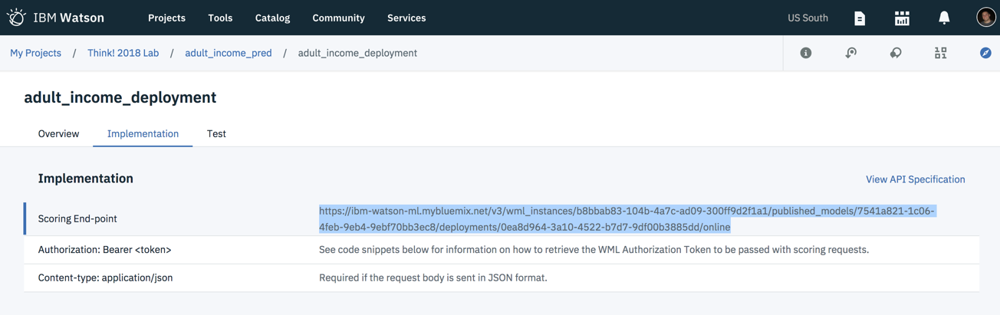 IBM Watson Projects Tools Catalog Community Services US South
My Projects / Think! 2018 Lab / adult_income_pred / adult_income_deployment
adult_income_deployment
Overview Implementation Test
Implementation View API Specification
Scoring End-point https://ibm-watson-ml.mybluemix.net/v3/wml_instances/b8bbab83-104b-4a7c-ad09-300ff9d2f1a1/published_models/7541a821-1c06-
4feb-9eb4-9ebf70bb3ec8/deployments/0ea8d964-3a10-4522-b7d7-9df00b3885dd/online
Authorization: Bearer <token> See code snippets below for information on how to retrieve the WML Authorization Token to be passed with scoring requests.
Content-type: application/json Required if the request body is sent in JSON format.